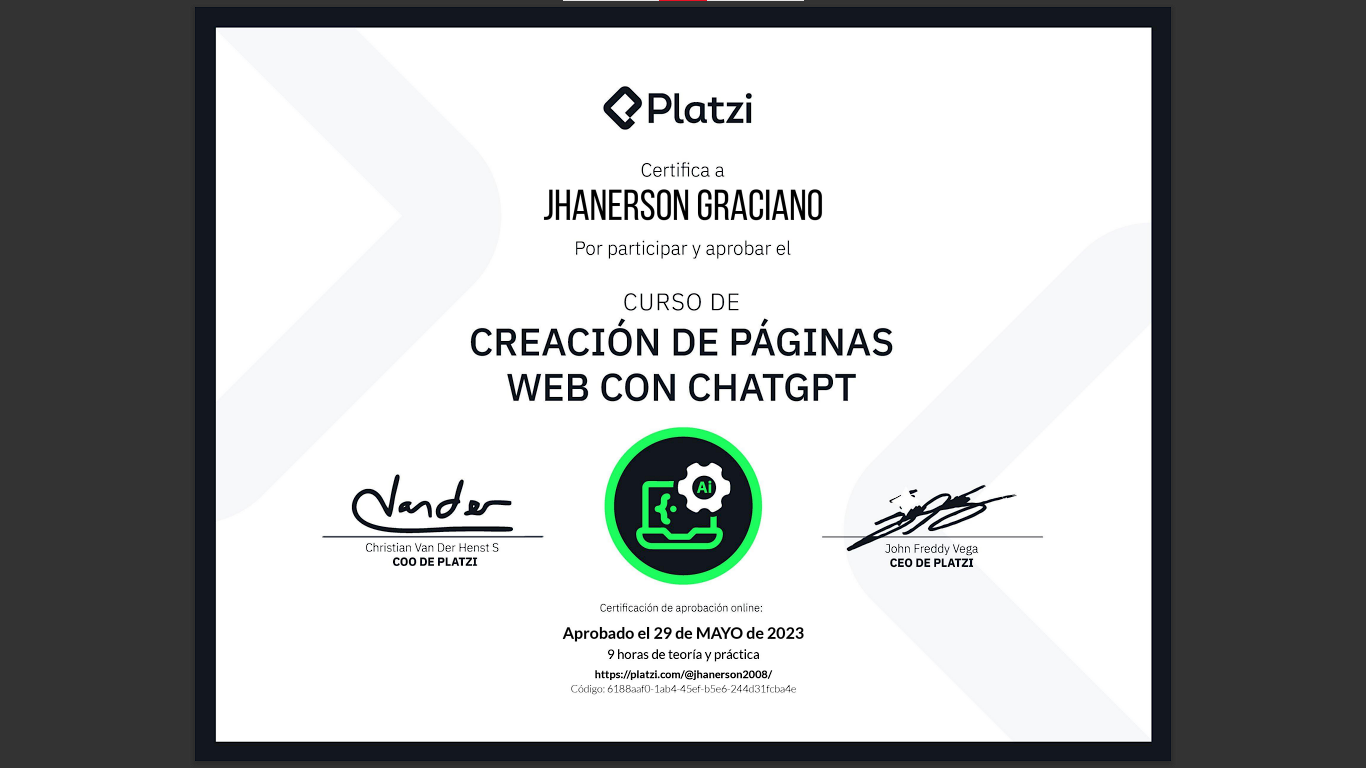 Platzi
Certifica a
JHANERSON GRACIANO
Por participar y aprobar el
CURSO DE
CREACIÓN DE PÁGINAS
WEB CON CHATGPT
Ai
Vander
Christian Van Der Henst S
COO DE PLATZI
John Freddy Vega
CEO DE PLATZI
Certificación de aprobación online:
Aprobado el 29 de MAYO de 2023
9 horas de teoría y práctica
https://platzi.com/@jhanerson2008/
Código: 6188aaf0-1ab4-45ef-b5e6-244d31fcba4e